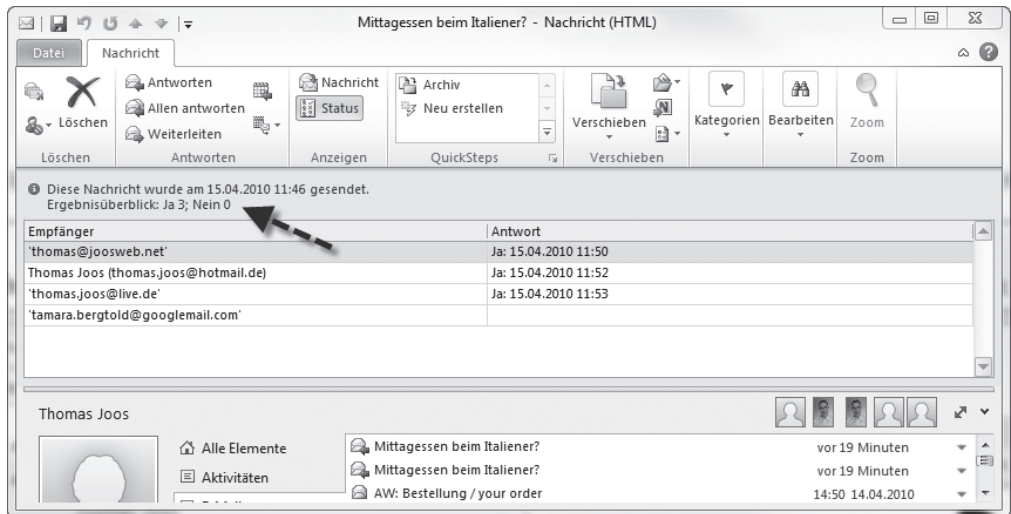 Mittagessen beim Italiener? - Nachricht (HTML)
Datei Nachricht
Löschen
Antworten
Allen antworten
Weiterleiten
Nachricht
Status
Archiv
Neu erstellen
Verschieben
Kategorien
Bearbeiten
Zoom
Löschen Antworten Anzeigen QuickSteps Verschieben Zoom
Diese Nachricht wurde am 15.04.2010 11:46 gesendet.
Ergebnisüberblick: Ja 3; Nein 0
Empfänger Antwort
'thomas@joosweb.net' Ja: 15.04.2010 11:50
Thomas Joos (thomas.joos@hotmail.de) Ja: 15.04.2010 11:52
'thomas.joos@live.de' Ja: 15.04.2010 11:53
'tamara.bergtold@googlemail.com'
Thomas Joos
Alle Elemente
Aktivitäten
Mittagessen beim Italiener? vor 19 Minuten
Mittagessen beim Italiener? vor 19 Minuten
AW: Bestellung / your order 14:50 14.04.2010